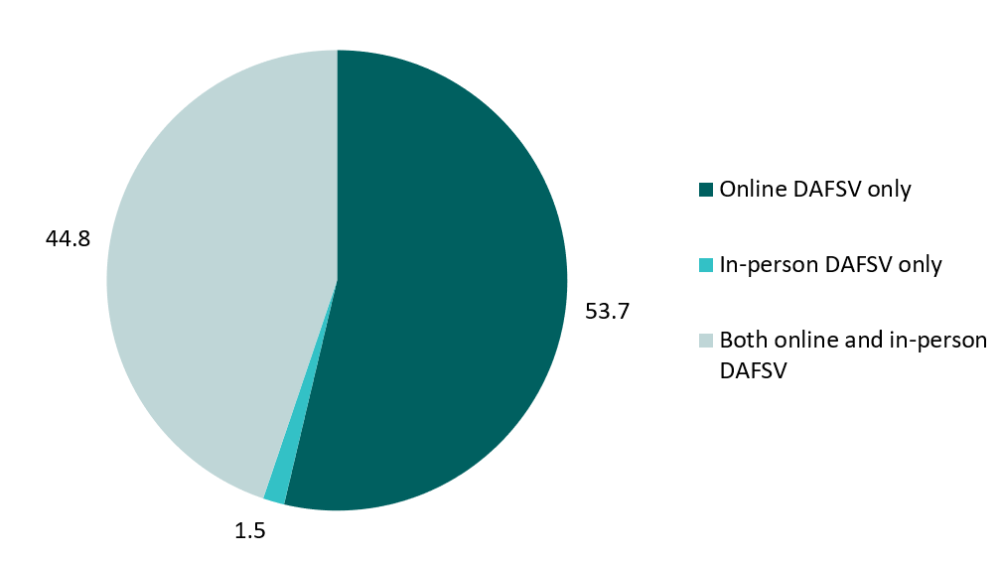 Online DAFSV only
44.8
In-person DAFSV only
53.7
Both online and in-person
DAFSV
1.5